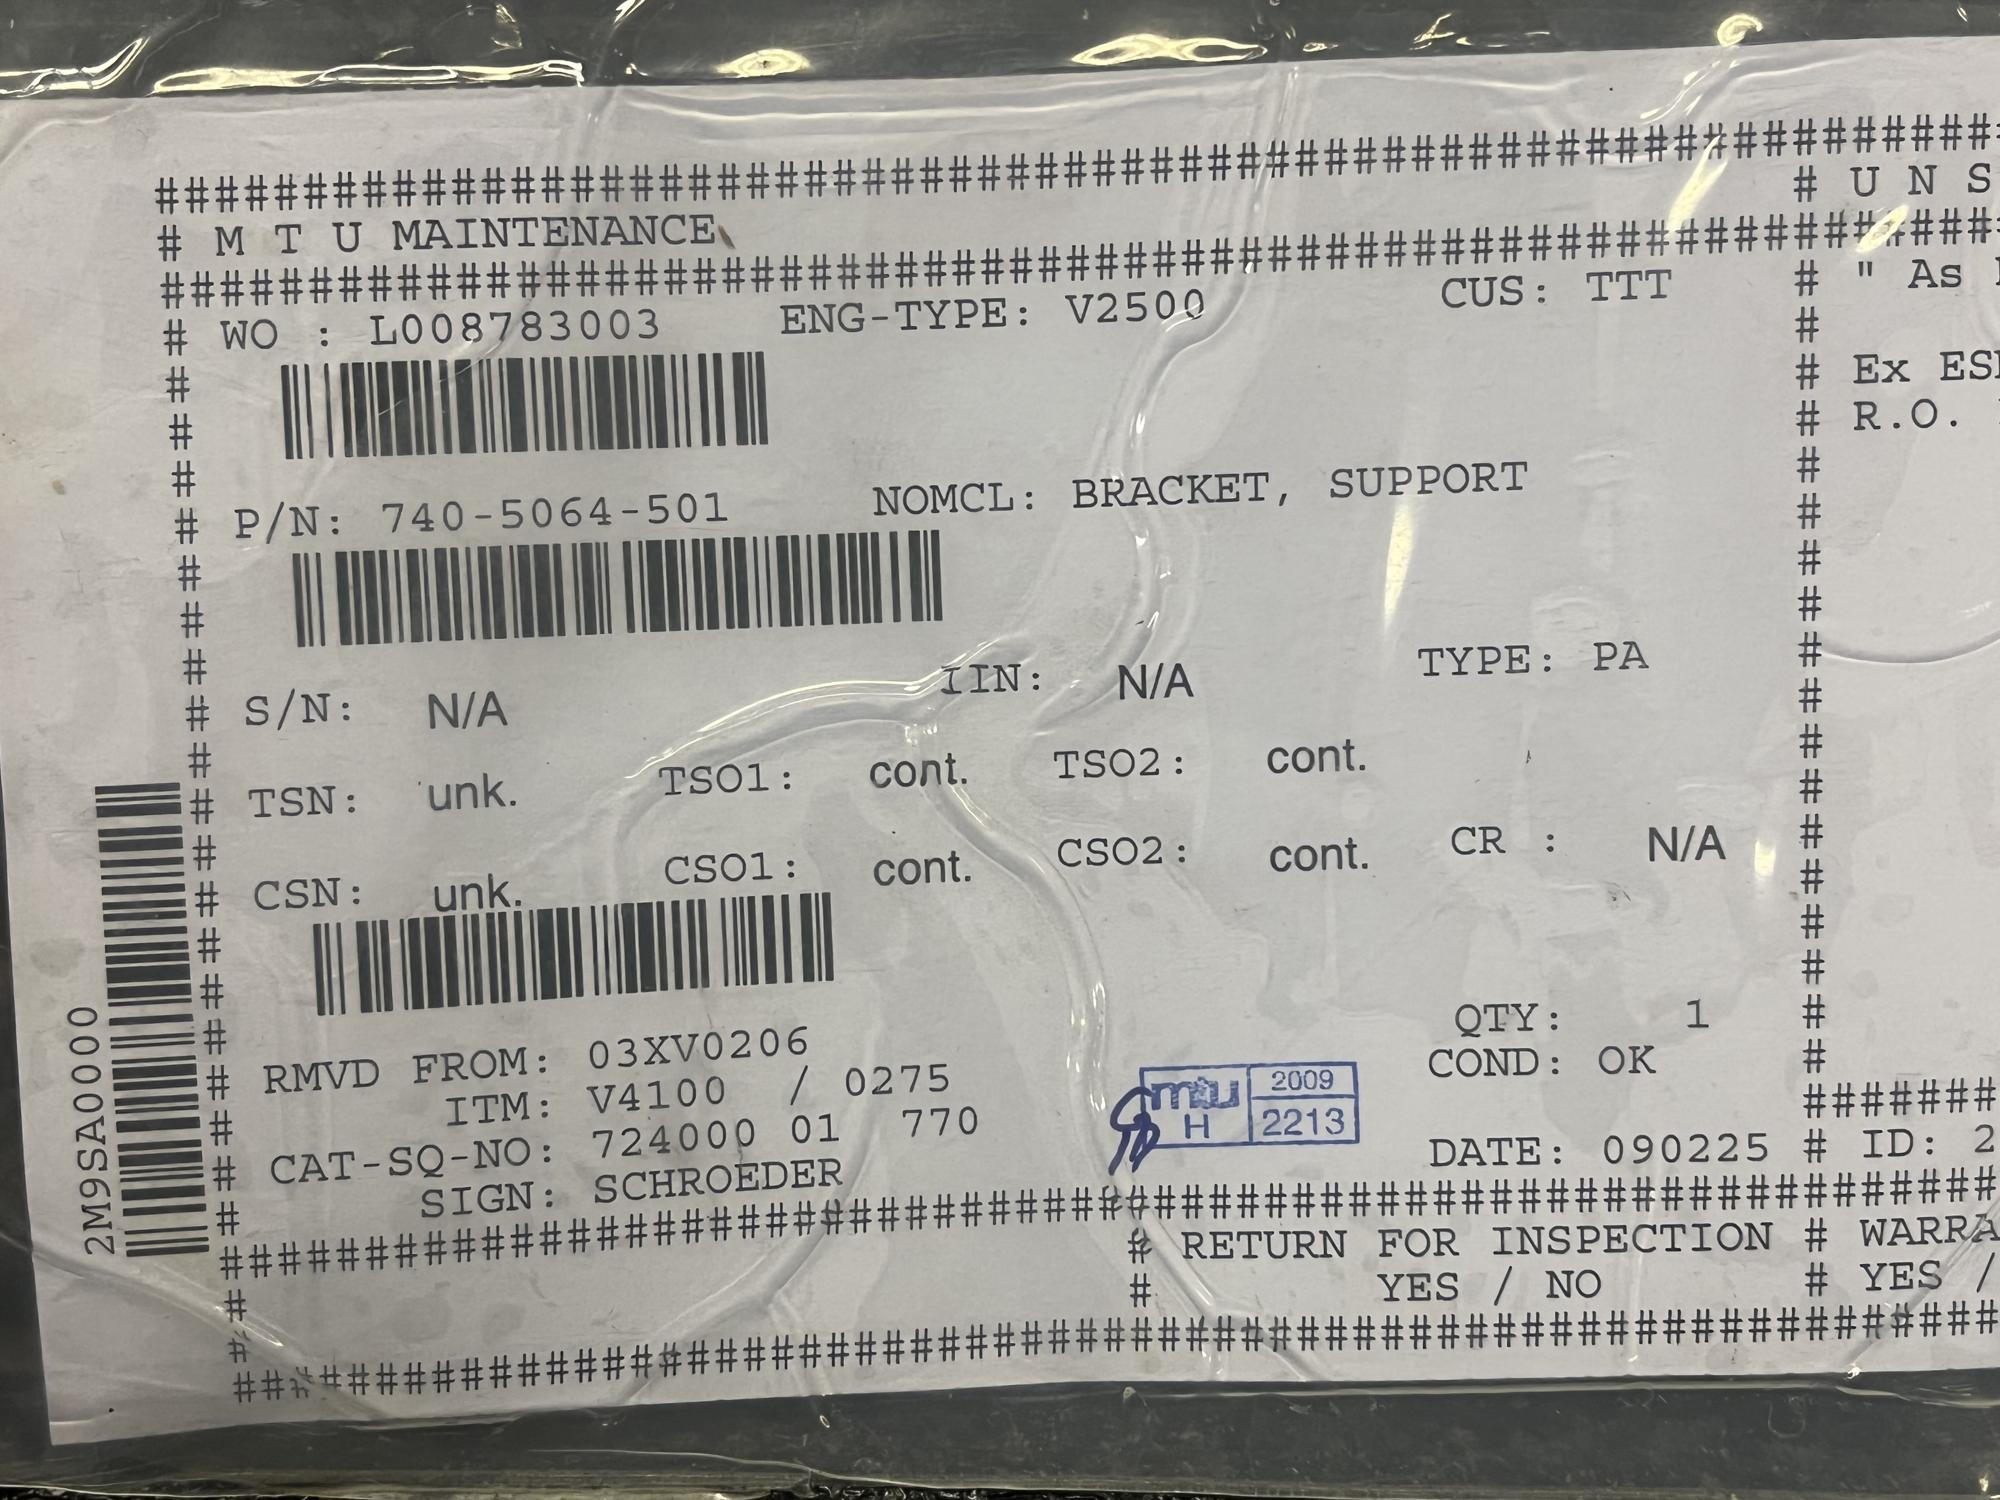 ##########################################################
# M T U MAINTENANCE # U N S
##########################################################
# WO : L008783003 ENG-TYPE: V2500 CUS: TTT # " As
# Ex
# R.O.
# P/N: 740-5064-501 NOMCL: BRACKET, SUPPORT #
# S/N: N/A IIN: N/A TYPE: PA #
# TSN: unk. TSO1: cont. TSO2: cont. #
# CSN: unk. CSO1: cont. CSO2: cont. CR : N/A #
QTY: 1 #
# RMVD FROM: 03XV0206 COND: OK #
# ITM: V4100 / 0275 #######
# CAT-SQ-NO: 724000 01 770 DATE: 090225 # ID: 2
# SIGN: SCHROEDER
mtu 2009
H 2213
##########################################################
# RETURN FOR INSPECTION # WARRA
# # YES / NO # YES /
##########################################################
2M9SA0000